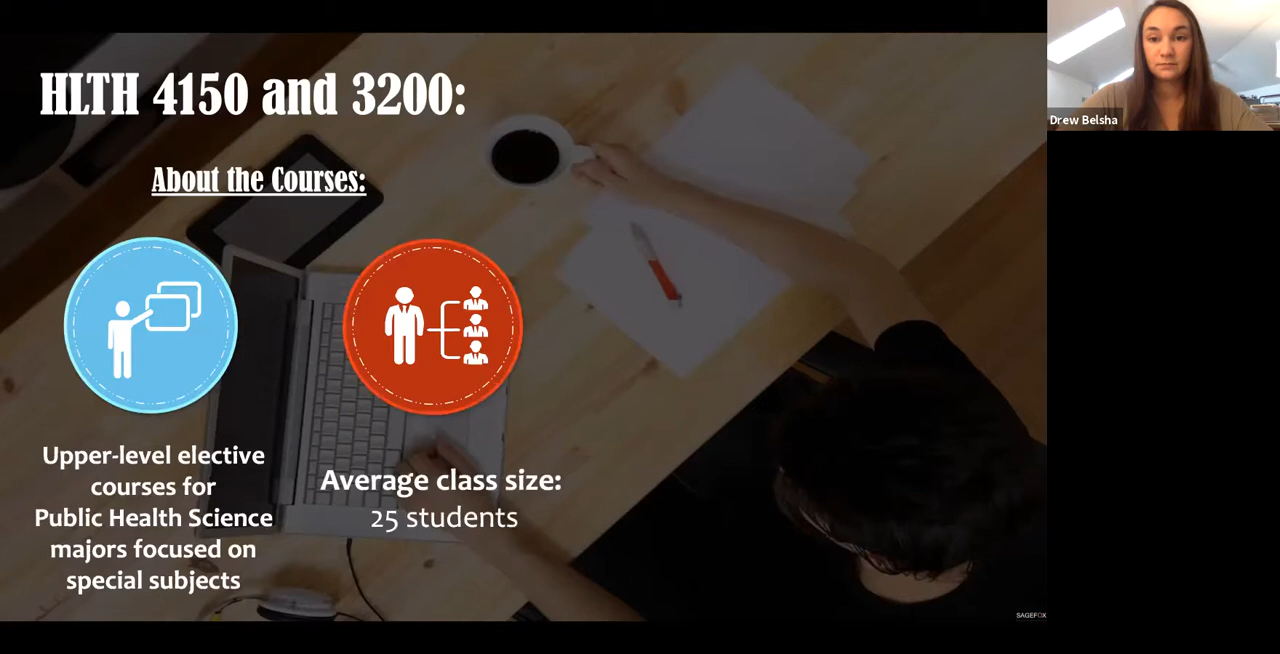 HLTH 4150 and 3200:
About the Courses:
Upper-level elective
courses for
Public Health Science
majors focused on
special subjects
Average class size:
25 students
Drew Belsha
SAGEFOX